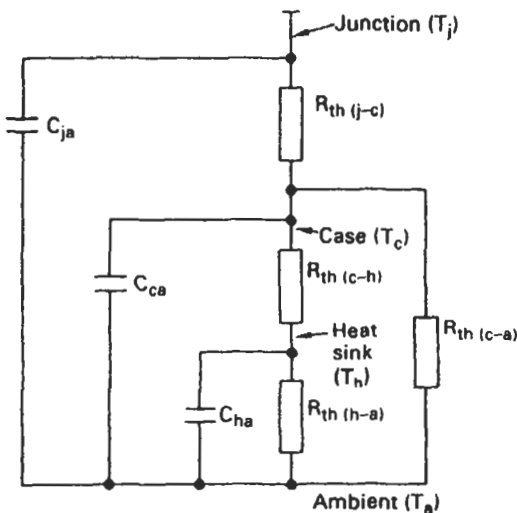 Junction (Tj)
Rth (j–c)
Cja
Case (Tc)
Rth (c–h)
Cca
Heat
sink
(Th)
Rth (c–a)
Cha
Rth (h–a)
Ambient (Ta)